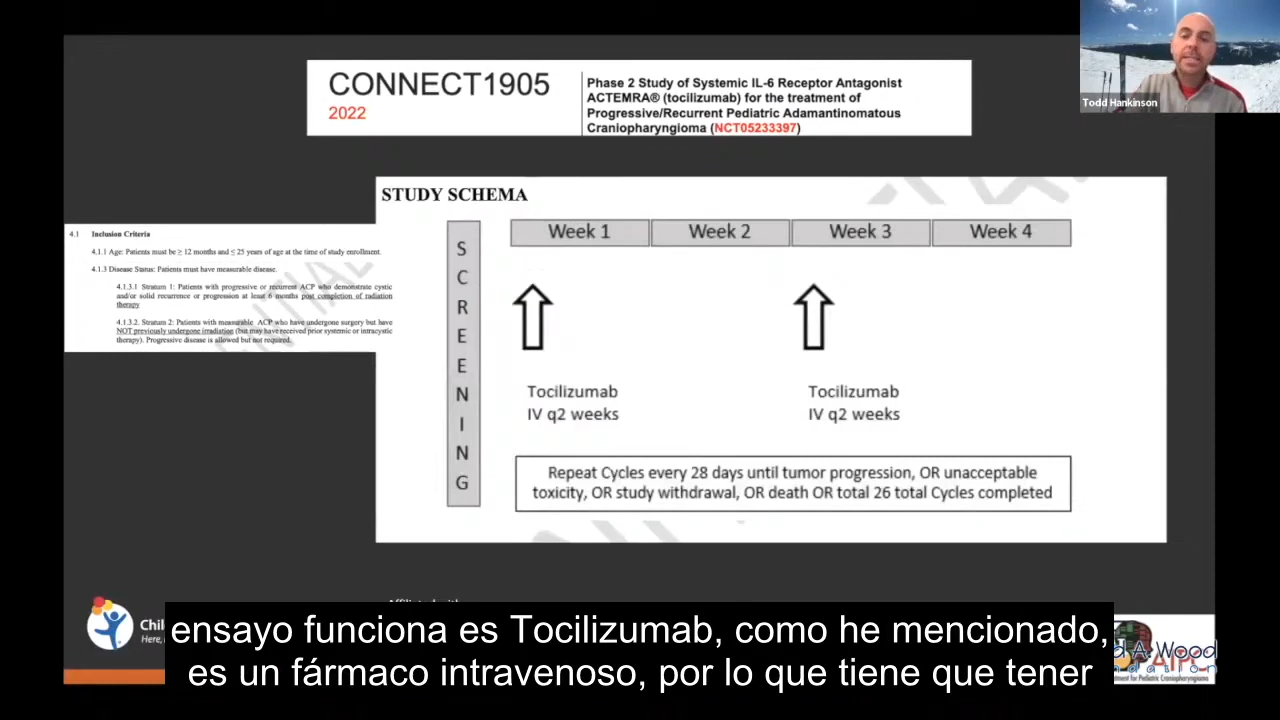 CONNECT1905
2022
Phase 2 Study of Systemic IL-6 Receptor Antagonist
ACTEMRA® (tocilizumab) for the treatment of
Progressive/Recurrent Pediatric Adamantinomatous
Craniopharyngioma (NCT05233397)
Todd Hankinson
4.1 Inclusion Criteria
4.1.1 Age: Patients must be ≥ 12 months and ≤ 25 years of age at the time of study enrollment.
4.1.3 Disease Status: Patients must have measurable disease.
4.1.3.1 Stratum 1: Patients with progressive or recurrent ACP who demonstrate cystic
and/or solid recurrence or progression at least 6 months post completion of radiation
therapy
4.1.3.2. Stratum 2: Patients with measurable ACP who have undergone surgery but have
NOT previously undergone irradiation (but may have received prior systemic or intracystic
therapy). Progressive disease is allowed but not required.
STUDY SCHEMA
SCREENING
Week 1 Week 2 Week 3 Week 4
Tocilizumab
IV q2 weeks
Tocilizumab
IV q2 weeks
Repeat Cycles every 28 days until tumor progression, OR unacceptable
toxicity, OR study withdrawal, OR death OR total 26 total Cycles completed
Here,
ensayo funciona es Tocilizumab, como he mencionado,
es un fármaco intravenoso, por lo que tiene que tener
A Wood